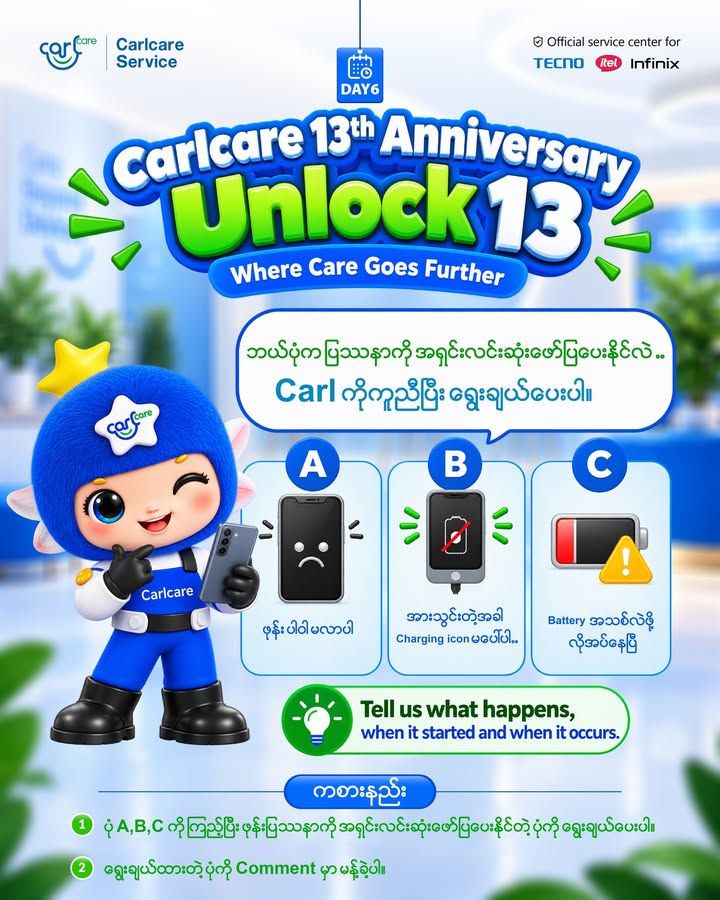 carlcare
Carlcare
Service
Official service center for
TECNO itel Infinix
DAY6
Carlcare 13th Anniversary
Unlock 13
Where Care Goes Further
ဘယ်ပုံက ပြဿနာကို အရှင်းလင်းဆုံးဖော်ပြပေးနိုင်လဲ ..
Carl ကိုကူညီပြီး ရွေးချယ်ပေးပါ။
carlcare
Carlcare
A
ဖုန်း ပါဝါ မလာပါ
B
အားသွင်းတဲ့အခါ
Charging icon မပေါ်ပါ..
C
Battery အသစ်လဲဖို့
လိုအပ်နေပြီ
Tell us what happens,
when it started and when it occurs.
ကစားနည်း
1 ပုံ A,B,C ကိုကြည့်ပြီး ဖုန်းပြဿနာကို အရှင်းလင်းဆုံးဖော်ပြပေးနိုင်တဲ့ ပုံကို ရွေးချယ်ပေးပါ။
2 ရွေးချယ်ထားတဲ့ပုံကို Comment မှာ မန့်ခဲ့ပါ။